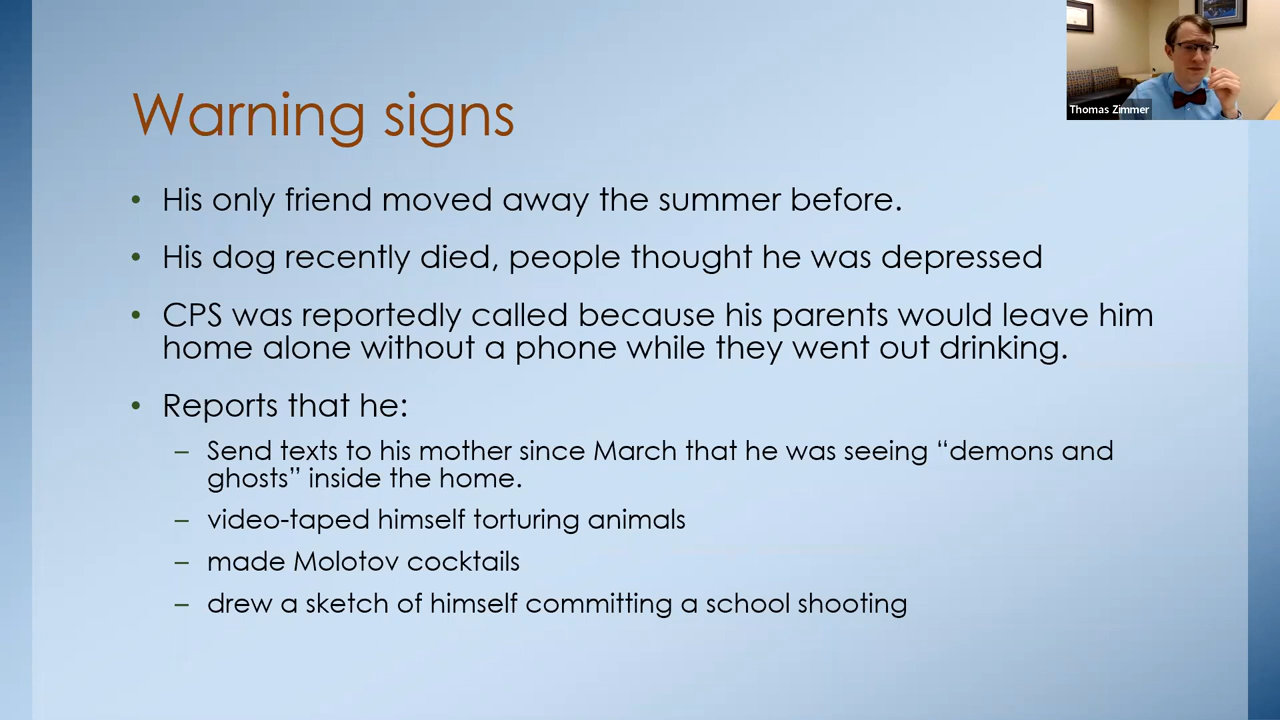 Thomas Zimmer
Warning signs
• His only friend moved away the summer before.
• His dog recently died, people thought he was depressed
• CPS was reportedly called because his parents would leave him
home alone without a phone while they went out drinking.
• Reports that he:
– Send texts to his mother since March that he was seeing “demons and
ghosts” inside the home.
– video-taped himself torturing animals
– made Molotov cocktails
– drew a sketch of himself committing a school shooting